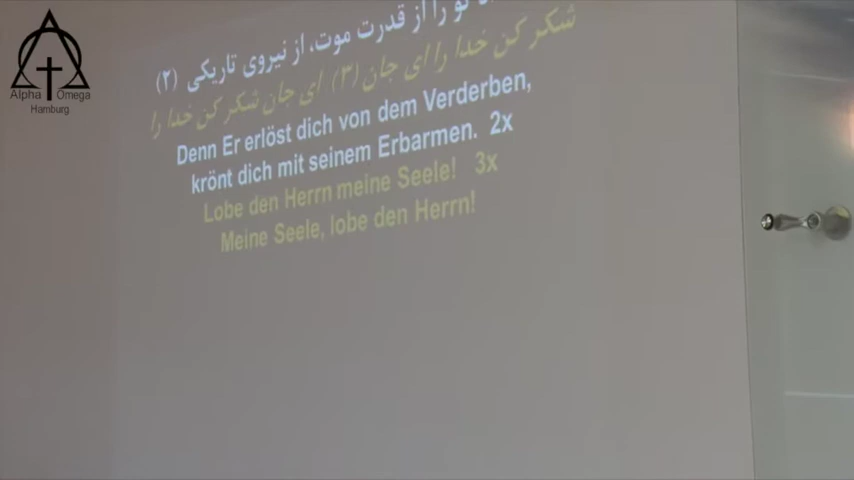 Alpha Omega
Hamburg
تو را از قدرت موت، از نیروی تاریکی (۲)
شکر کن خدا را ای جان (۳) ای جان شکر کن خدا را
Denn Er erlöst dich von dem Verderben,
krönt dich mit seinem Erbarmen. 2x
Lobe den Herrn meine Seele! 3x
Meine Seele, lobe den Herrn!